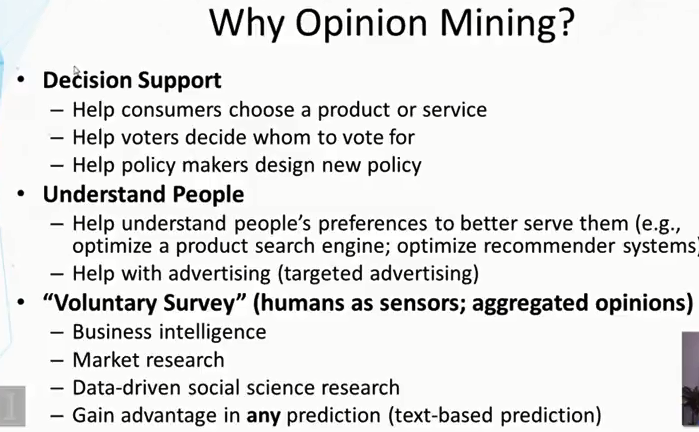 Why Opinion Mining?
• Decision Support
– Help consumers choose a product or service
– Help voters decide whom to vote for
– Help policy makers design new policy
• Understand People
– Help understand people's preferences to better serve them (e.g.,
optimize a product search engine; optimize recommender systems)
– Help with advertising (targeted advertising)
• “Voluntary Survey” (humans as sensors; aggregated opinions)
– Business intelligence
– Market research
– Data-driven social science research
– Gain advantage in any prediction (text-based prediction)